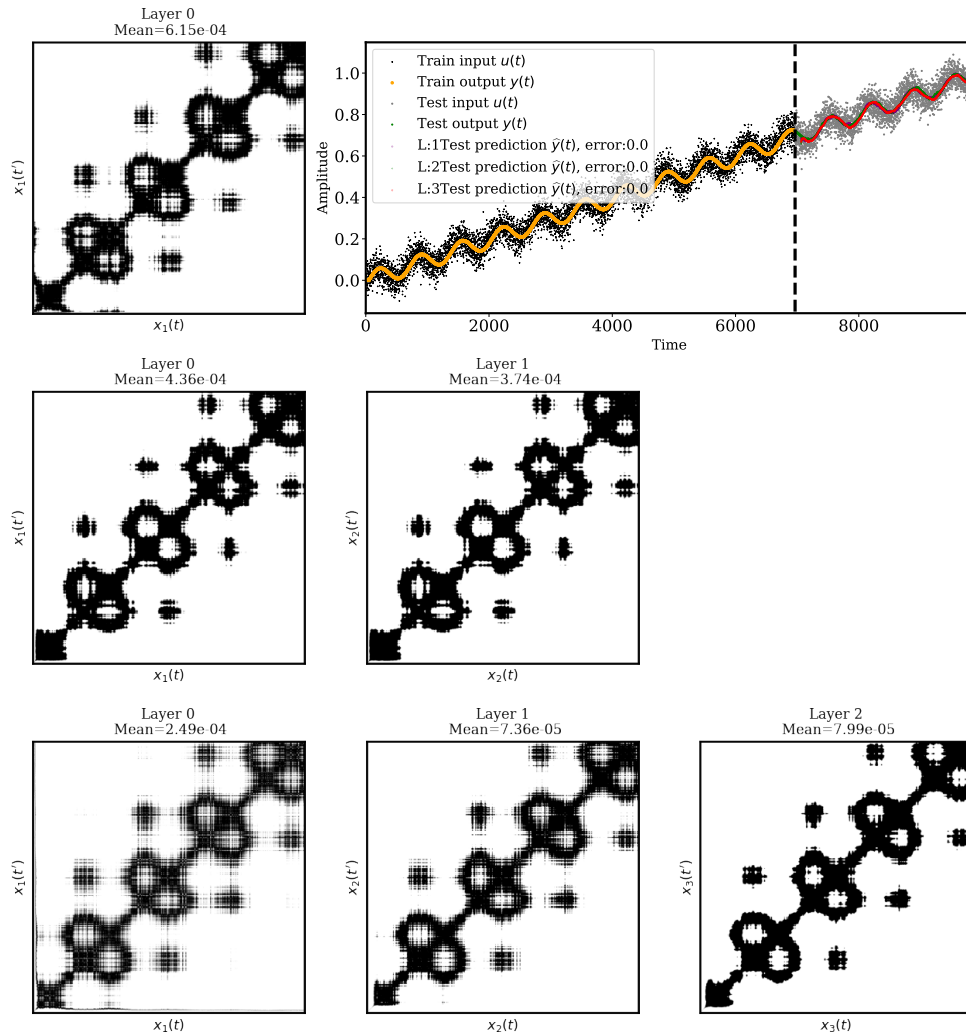 Layer 0
Mean=6.15e-04
x₁(t')
x₁(t)
Train input u(t)
Train output y(t)
Test input u(t)
Test output y(t)
L:1Test prediction ŷ(t), error:0.0
L:2Test prediction ŷ(t), error:0.0
L:3Test prediction ŷ(t), error:0.0
Amplitude
1.0
0.8
0.6
0.4
0.2
0.0
0
2000
4000
6000
8000
Time
Layer 0
Mean=4.36e-04
x₁(t')
x₁(t)
Layer 1
Mean=3.74e-04
x₂(t')
x₂(t)
Layer 0
Mean=2.49e-04
x₁(t')
x₁(t)
Layer 1
Mean=7.36e-05
x₂(t')
x₂(t)
Layer 2
Mean=7.99e-05
x₃(t')
x₃(t)